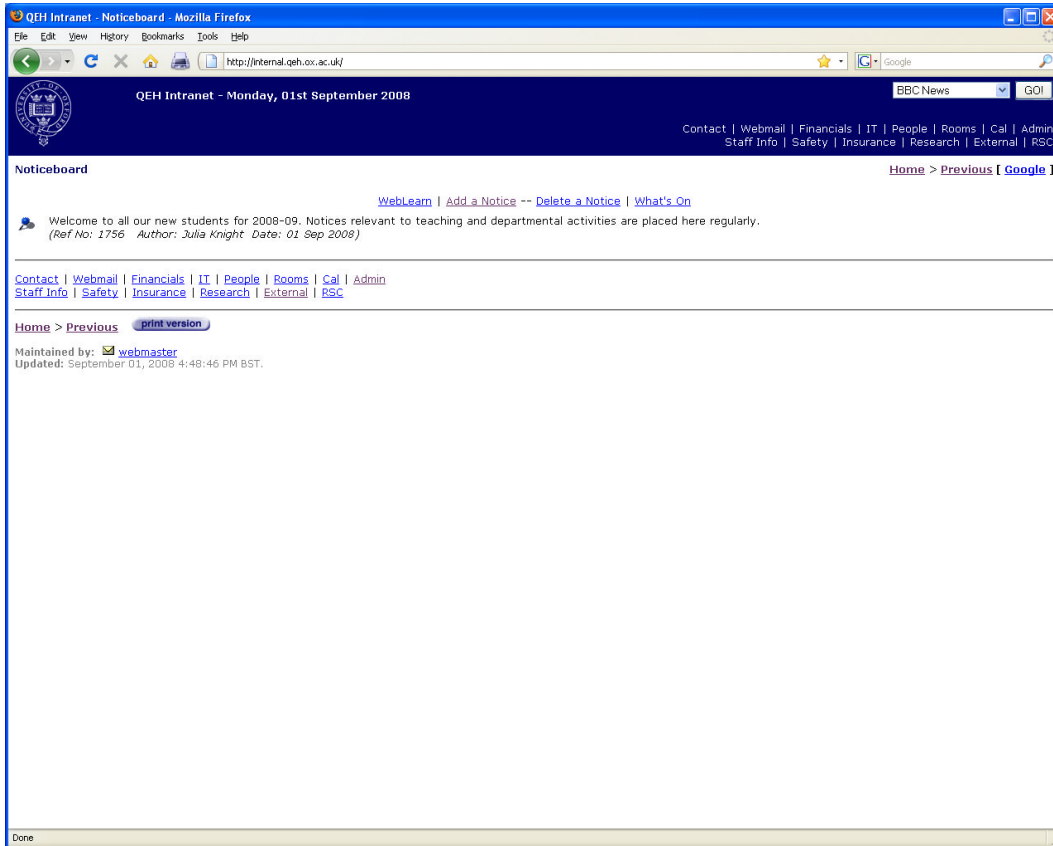 QEH Intranet - Noticeboard - Mozilla Firefox
File Edit View History Bookmarks Tools Help
http://internal.qeh.ox.ac.uk/
G Google
UNIVERSITY OF OXFORD
QEH Intranet - Monday, 01st September 2008
BBC News GO!
Contact | Webmail | Financials | IT | People | Rooms | Cal | Admin
Staff Info | Safety | Insurance | Research | External | RSC
Noticeboard
Home > Previous [ Google ]
WebLearn | Add a Notice -- Delete a Notice | What's On
Welcome to all our new students for 2008-09. Notices relevant to teaching and departmental activities are placed here regularly.
(Ref No: 1756 Author: Julia Knight Date: 01 Sep 2008)
Contact | Webmail | Financials | IT | People | Rooms | Cal | Admin
Staff Info | Safety | Insurance | Research | External | RSC
Home > Previous print version
Maintained by: webmaster
Updated: September 01, 2008 4:48:46 PM BST.
Done